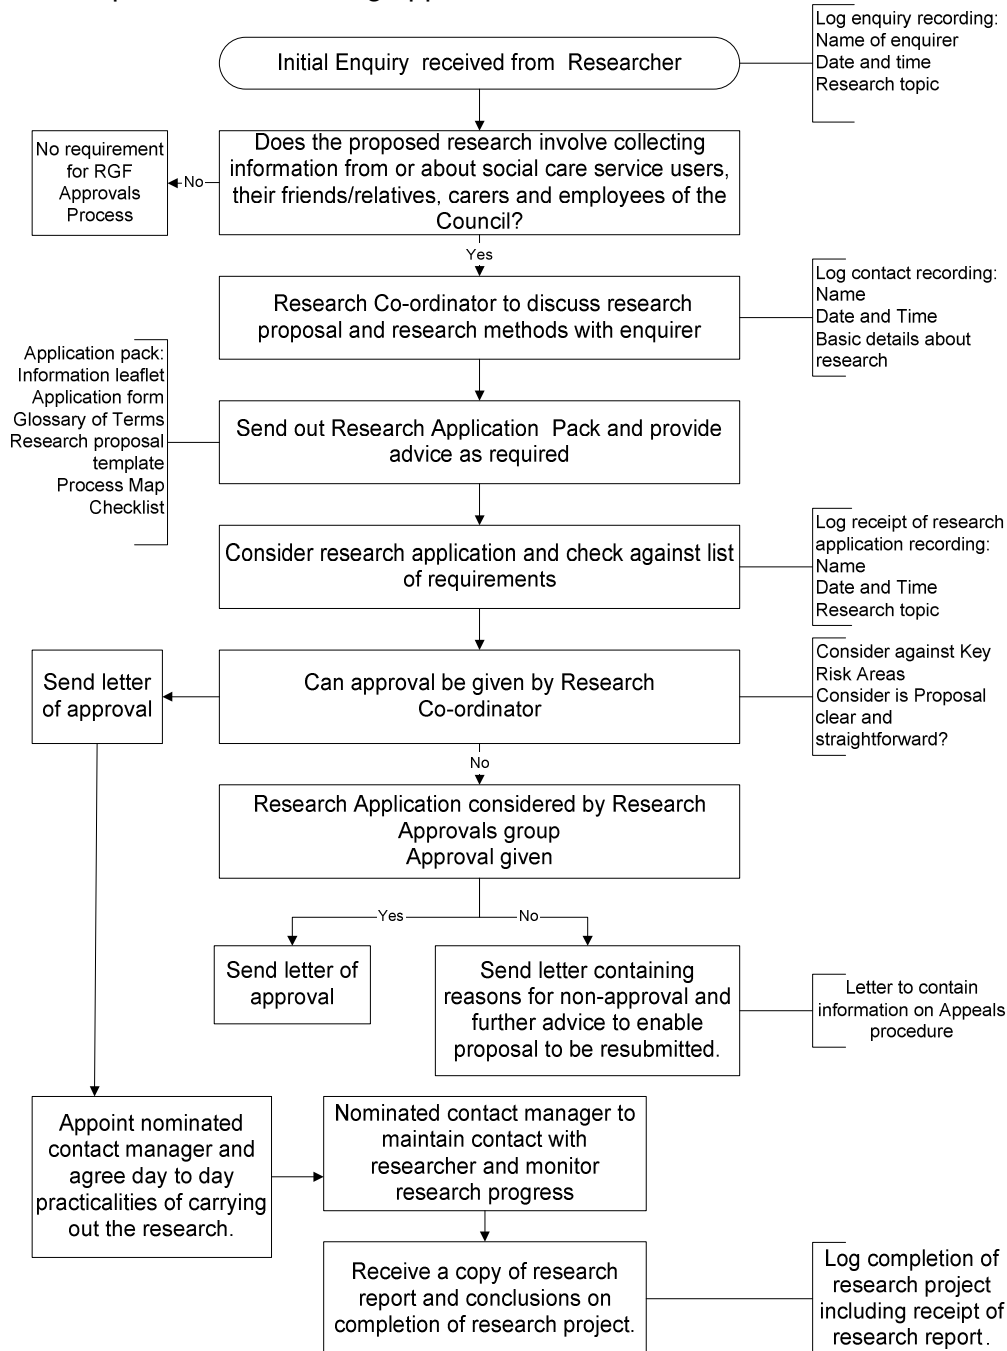 Initial Enquiry received from Researcher
Log enquiry recording:
Name of enquirer
Date and time
Research topic
Does the proposed research involve collecting
information from or about social care service users,
their friends/relatives, carers and employees of the
Council?
No
No requirement
for RGF
Approvals
Process
Yes
Research Co-ordinator to discuss research
proposal and research methods with enquirer
Log contact recording:
Name
Date and Time
Basic details about
research
Application pack:
Information leaflet
Application form
Glossary of Terms
Research proposal
template
Process Map
Checklist
Send out Research Application Pack and provide
advice as required
Consider research application and check against list
of requirements
Log receipt of research
application recording:
Name
Date and Time
Research topic
Send letter
of approval
Can approval be given by Research
Co-ordinator
Consider against Key
Risk Areas
Consider is Proposal
clear and
straightforward?
No
Research Application considered by Research
Approvals group
Approval given
Yes
No
Send letter of
approval
Send letter containing
reasons for non-approval and
further advice to enable
proposal to be resubmitted.
Letter to contain
information on Appeals
procedure
Appoint nominated
contact manager and
agree day to day
practicalities of carrying
out the research.
Nominated contact manager to
maintain contact with
researcher and monitor
research progress
Receive a copy of research
report and conclusions on
completion of research project.
Log completion of
research project
including receipt of
research report.